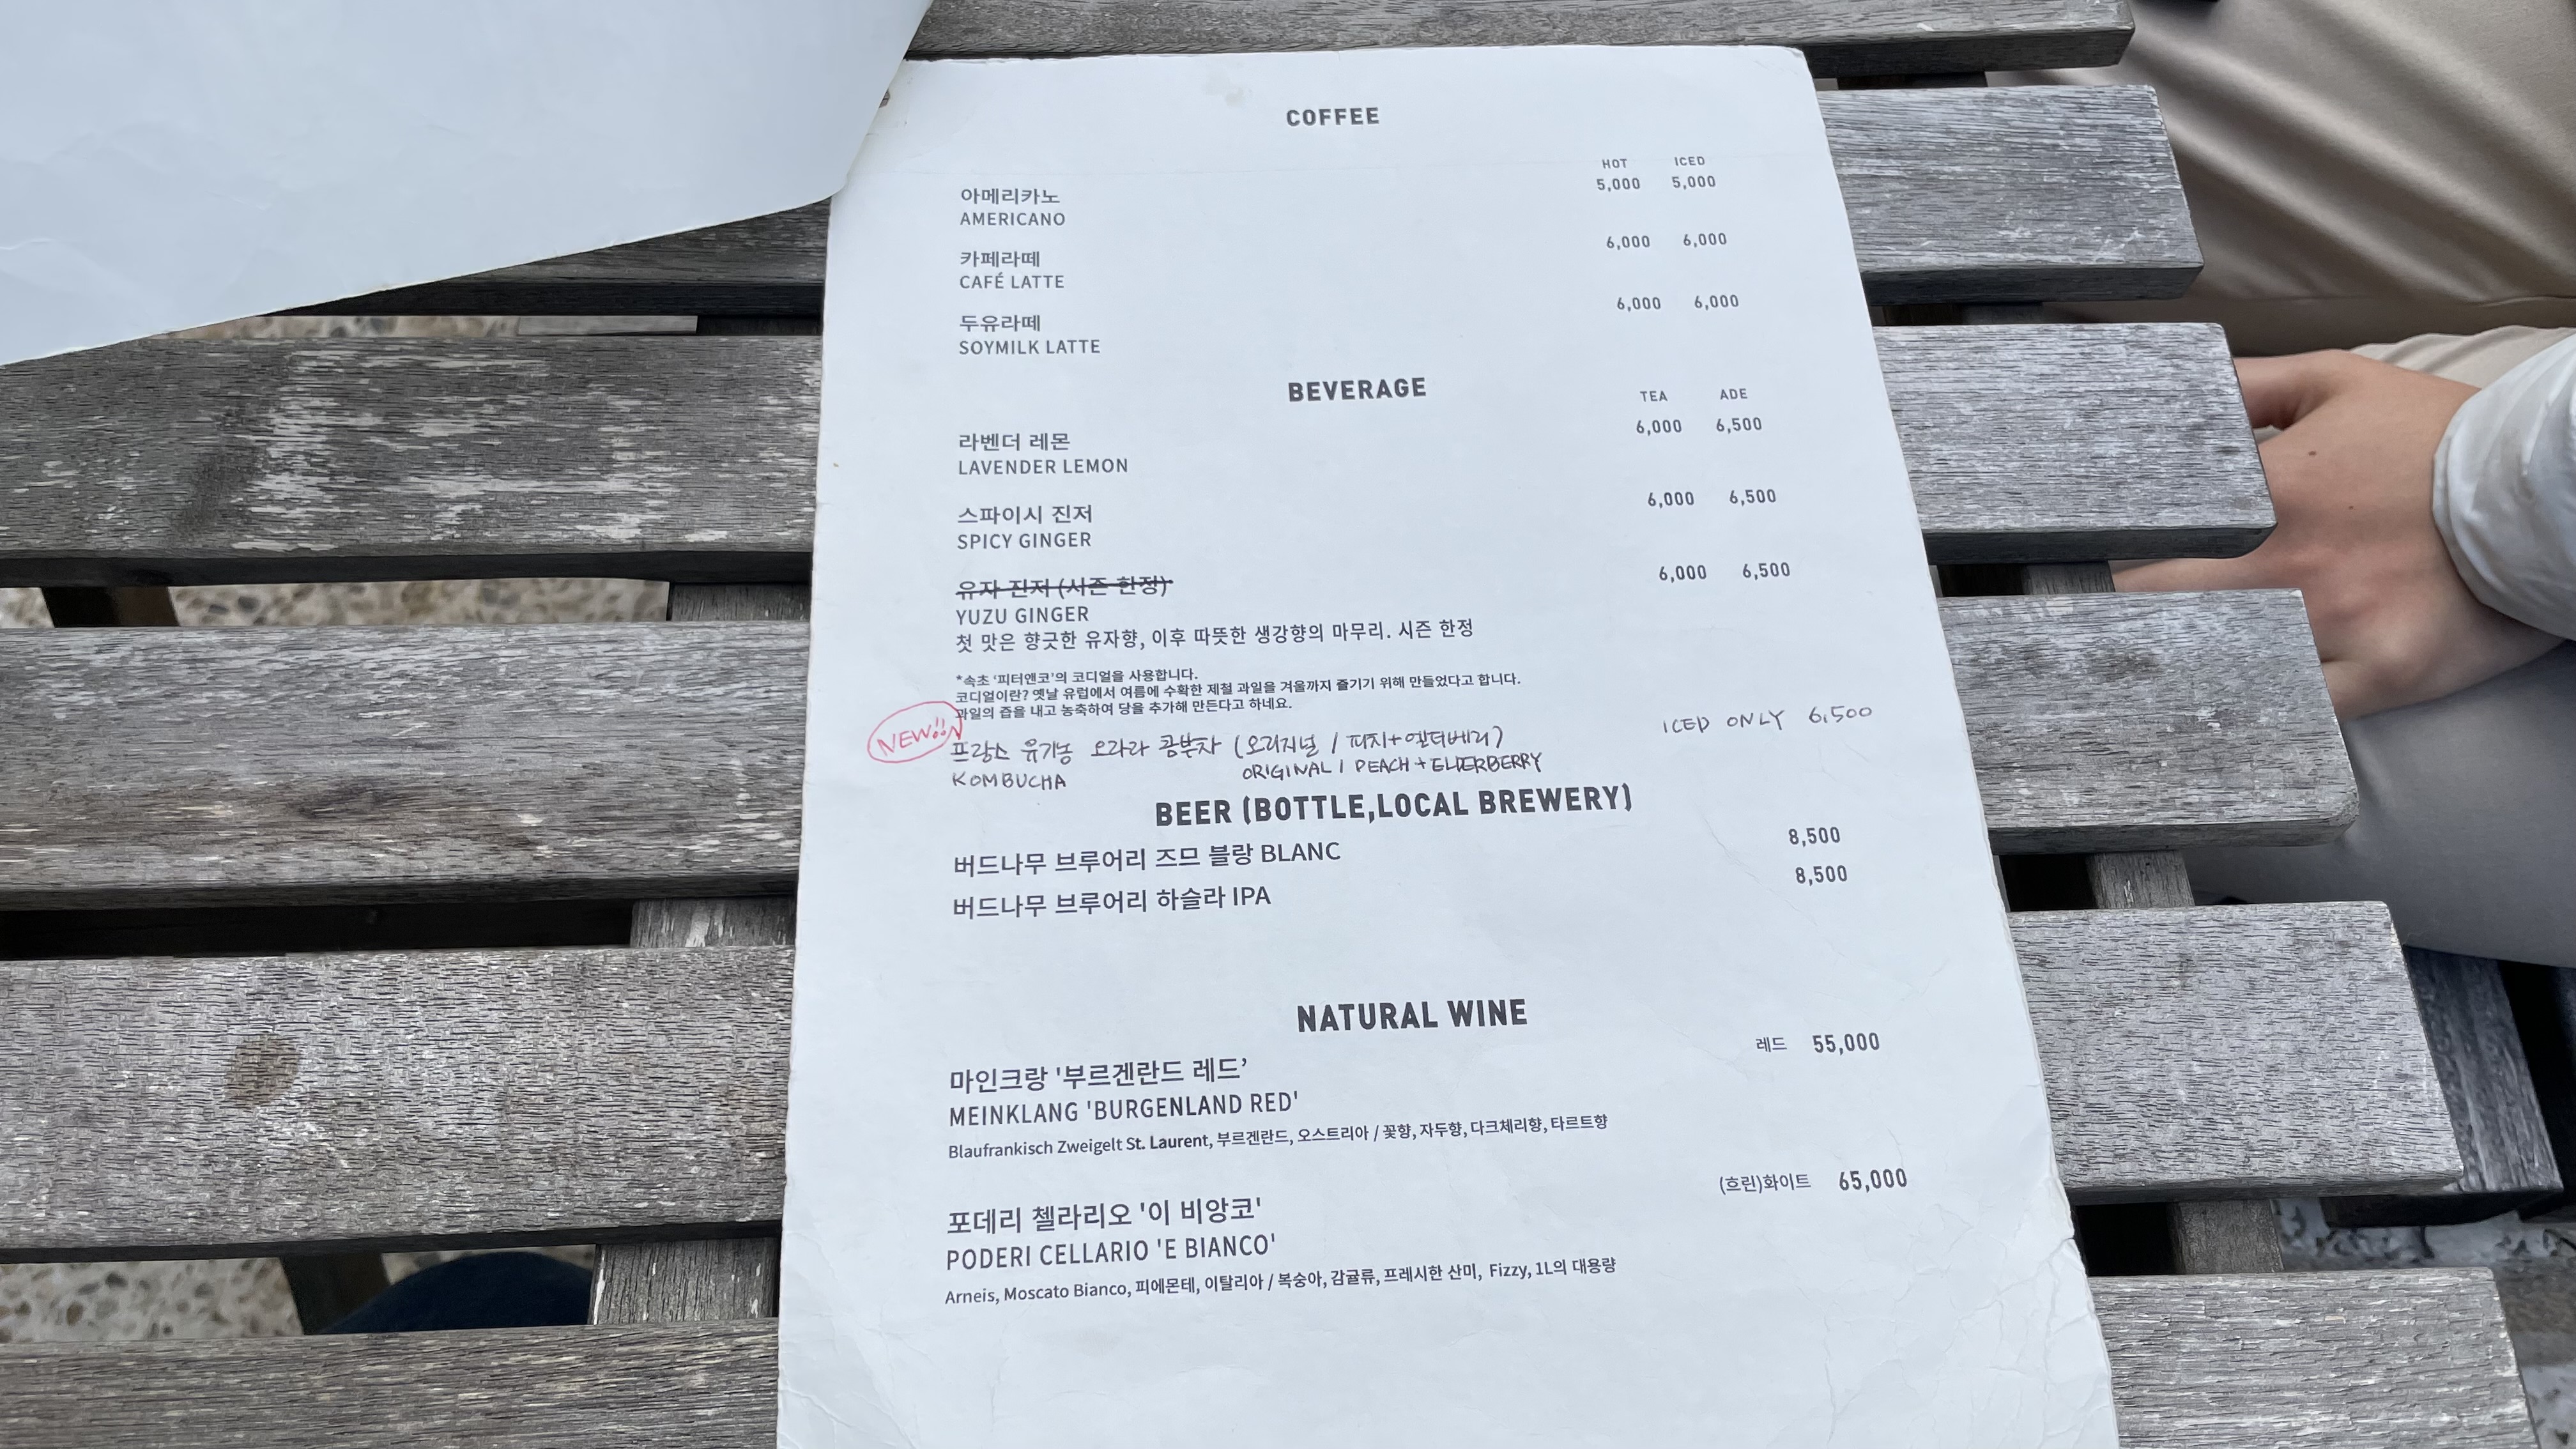 COFFEE
HOT ICED
아메리카노 5,000 5,000
AMERICANO
카페라떼 6,000 6,000
CAFÉ LATTE
두유라떼 6,000 6,000
SOYMILK LATTE
BEVERAGE
TEA ADE
라벤더 레몬 6,000 6,500
LAVENDER LEMON
스파이시 진저 6,000 6,500
SPICY GINGER
유자 진저 (시즌 한정) 6,000 6,500
YUZU GINGER
첫 맛은 향긋한 유자향, 이후 따뜻한 생강향의 마무리. 시즌 한정
*속초 '피터앤코'의 코디얼을 사용합니다.
코디얼이란? 옛날 유럽에서 여름에 수확한 제철 과일을 겨울까지 즐기기 위해 만들었다고 합니다.
과일의 즙을 내고 농축하여 당을 추가해 만든다고 하네요.
NEW!!
프랑스 유기농 오라라 콤부차 (오리지널 / 피치+엘더베리) ICED ONLY 6,500
KOMBUCHA ORIGINAL / PEACH + ELDERBERRY
BEER (BOTTLE,LOCAL BREWERY)
버드나무 브루어리 즈므 블랑 BLANC 8,500
버드나무 브루어리 하슬라 IPA 8,500
NATURAL WINE
마인크랑 '부르겐란드 레드' 레드 55,000
MEINKLANG 'BURGENLAND RED'
Blaufrankisch Zweigelt St. Laurent, 부르겐란드, 오스트리아 / 꽃향, 자두향, 다크체리향, 타르트향
포데리 첼라리오 '이 비앙코' (흐린)화이트 65,000
PODERI CELLARIO 'E BIANCO'
Arneis, Moscato Bianco, 피에몬테, 이탈리아 / 복숭아, 감귤류, 프레시한 산미, Fizzy, 1L의 대용량